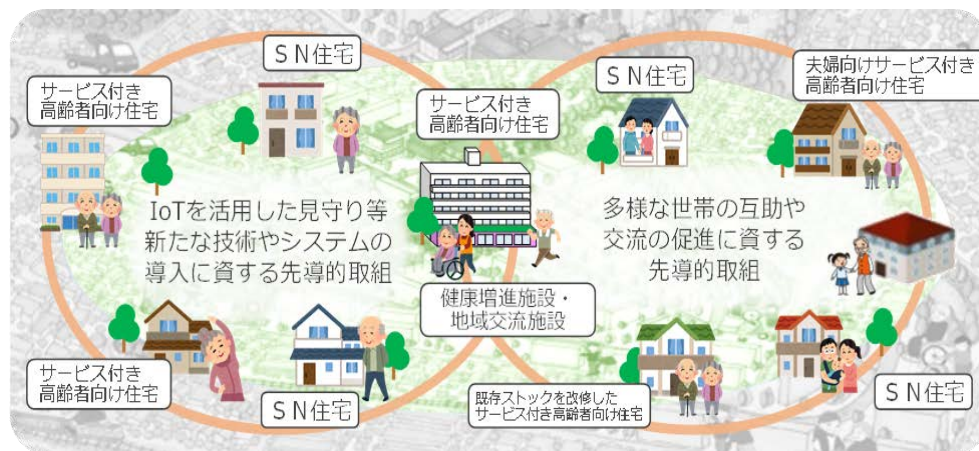 SN住宅
サービス付き
高齢者向け住宅
サービス付き
高齢者向け住宅
SN住宅
夫婦向けサービス付き
高齢者向け住宅
IoTを活用した見守り等
新たな技術やシステムの
導入に資する先導的取組
多様な世帯の互助や
交流の促進に資する
先導的取組
健康増進施設・
地域交流施設
サービス付き
高齢者向け住宅
SN住宅
既存ストックを改修した
サービス付き高齢者向け住宅
SN住宅